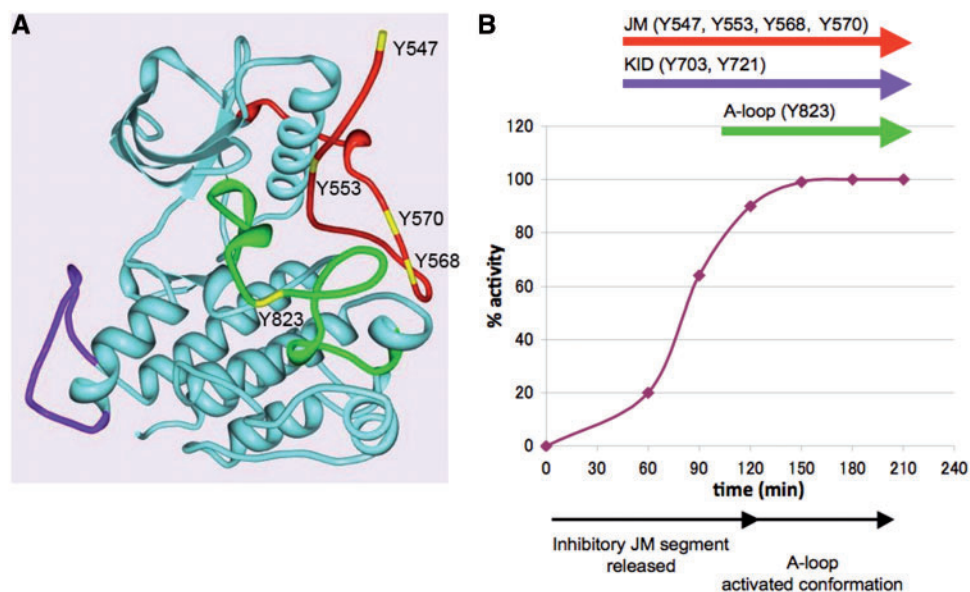 A
Y547
Y553
Y570
Y568
Y823
B
JM (Y547, Y553, Y568, Y570)
KID (Y703, Y721)
A-loop (Y823)
120
100
80
60
40
20
0
% activity
0 30 60 90 120 150 180 210 240
time (min)
Inhibitory JM segment
released
A-loop
activated conformation